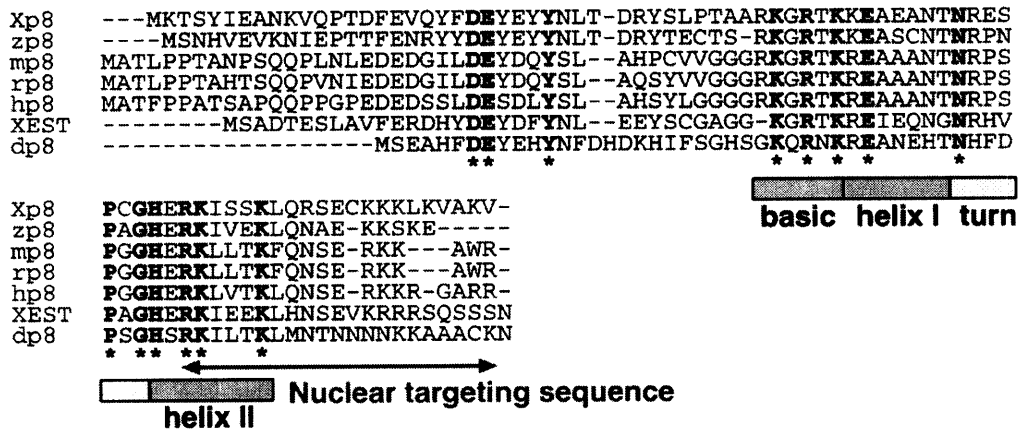 Xp8 ---MKTSYIEANKVQPTDFEVQYFDEYEYYNLT-DRYSLPTAARKGRTKKEAEANTNRES
zp8 ----MSNHVEVKNIEPTTFENRYYDEYEYYNLT-DRYTECTS-RKGRTKKEASCNTNRPN
mp8 MATLPPTANPSQQPLNLEDEDGILDEYDQYSL--AHPCVVGGGRKGRTKREAAANTNRPS
rp8 MATLPPTAHTSQQPVNIEDEDGILDEYDQYSL--AQSYVVGGGRKGRTKREAAANTNRPS
hp8 MATFPPATSAPQQPPGPEDEDSSLDESDLYSL--AHSYLGGGGRKGRTKREAAANTNRPS
XEST --------MSADTESLAVFERDHYDEYDFYNL--EEYSCGAGG-KGRTKREIEQNGNRHV
dp8 ------------------MSEAHFDEYEHYNFDHDKHIFSGHSGKQRNKREANEHTNHFD
** * * * * * *
basic helix I turn
Xp8 PCGHERKISSKLQRSECKKKLKVAKV-
zp8 PAGHERKIVEKLQNAE-KKSKE-----
mp8 PGGHERKLLTKFQNSE-RKK---AWR-
rp8 PGGHERKLLTKFQNSE-RKK---AWR-
hp8 PGGHERKLVTKLQNSE-RKKR-GARR-
XEST PAGHERKIEEKLHNSEVKRRRSQSSSN
dp8 PSGHSRKILTKLMNTNNNNKKAAACKN
* ** ** *
Nuclear targeting sequence
helix II